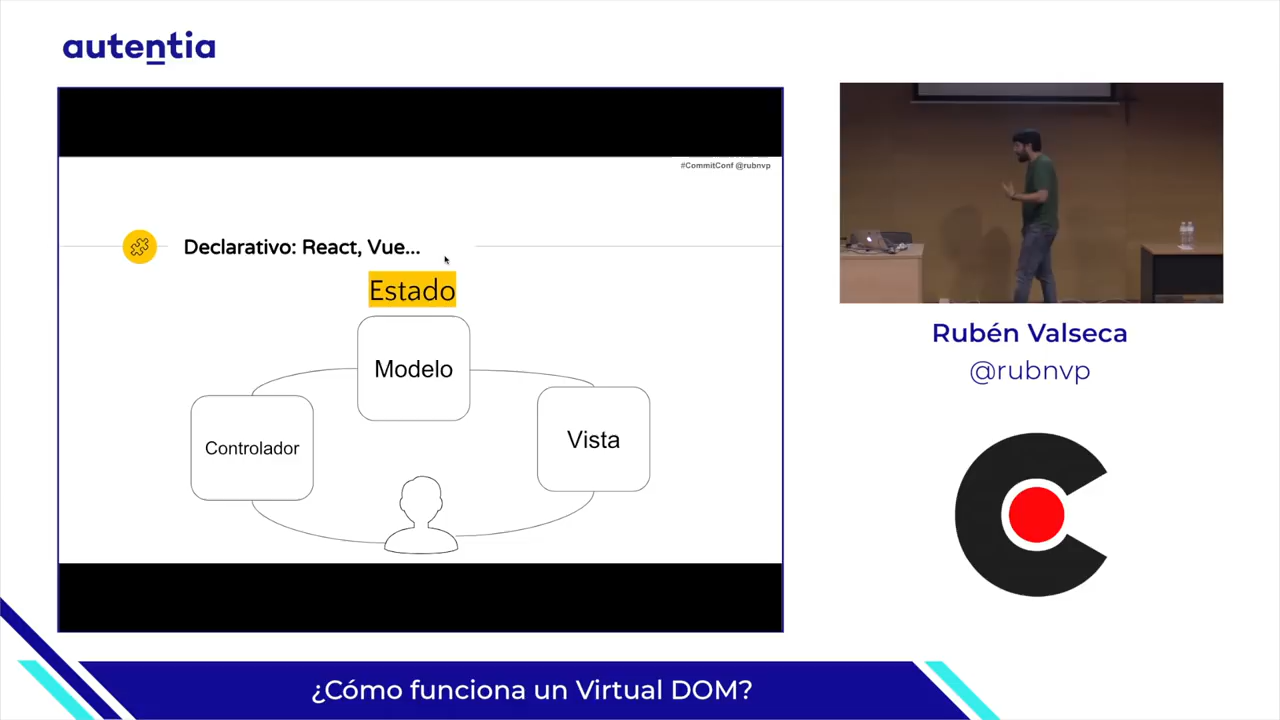 autentia
#CommitConf @rubnvp
Declarativo: React, Vue...
Estado
Modelo
Controlador
Vista
Rubén Valseca
@rubnvp
¿Cómo funciona un Virtual DOM?